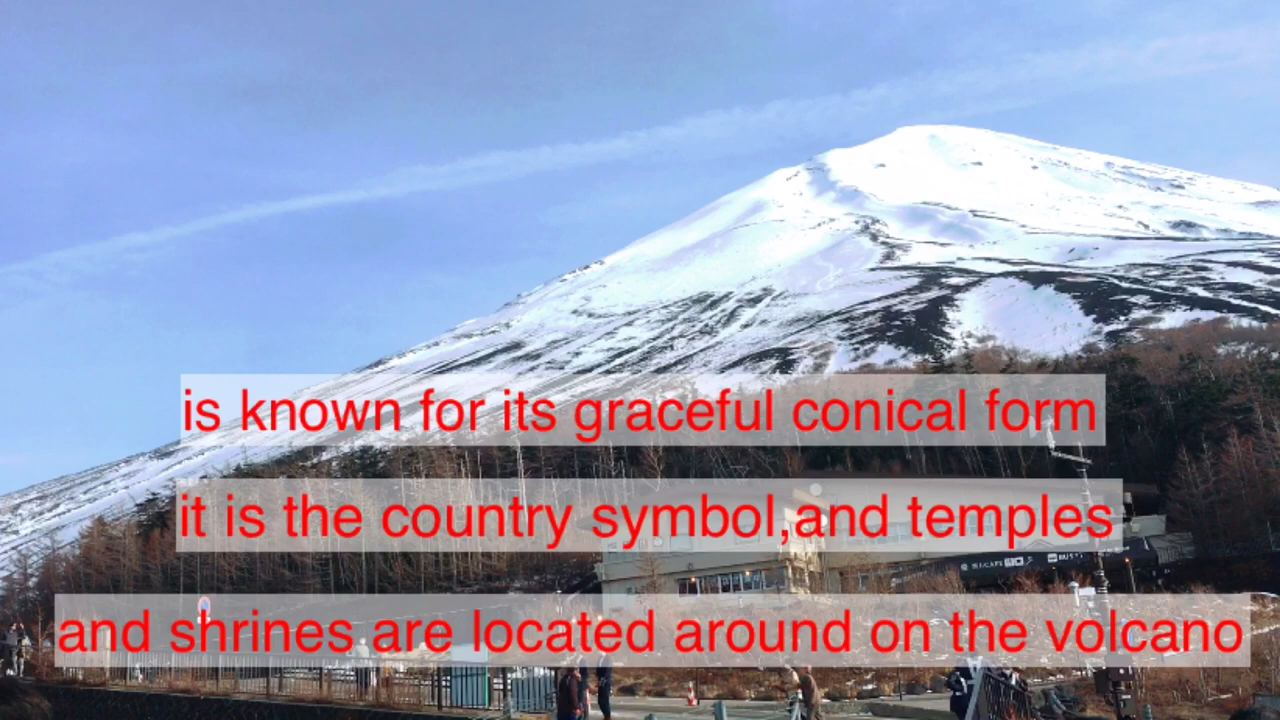 is known for its graceful conical form
it is the country symbol,and temples
and shrines are located around on the volcano